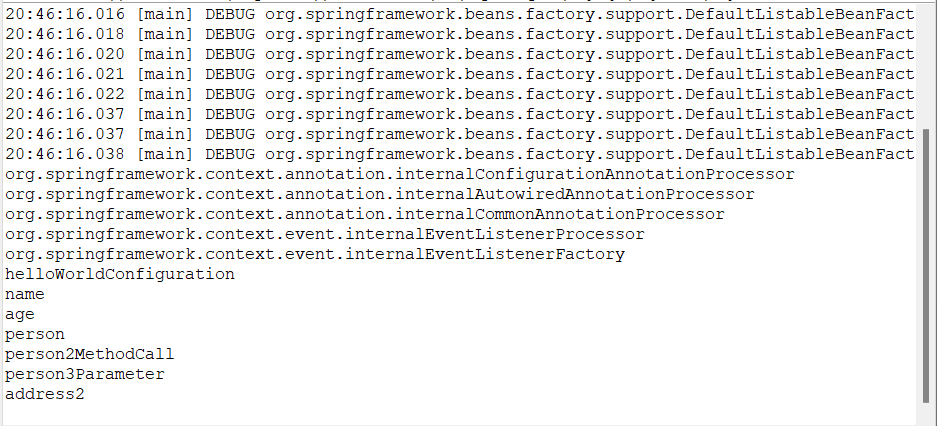 20:46:16.016 [main] DEBUG org.springframework.beans.factory.support.DefaultListableBeanFact
20:46:16.018 [main] DEBUG org.springframework.beans.factory.support.DefaultListableBeanFact
20:46:16.020 [main] DEBUG org.springframework.beans.factory.support.DefaultListableBeanFact
20:46:16.021 [main] DEBUG org.springframework.beans.factory.support.DefaultListableBeanFact
20:46:16.022 [main] DEBUG org.springframework.beans.factory.support.DefaultListableBeanFact
20:46:16.037 [main] DEBUG org.springframework.beans.factory.support.DefaultListableBeanFact
20:46:16.037 [main] DEBUG org.springframework.beans.factory.support.DefaultListableBeanFact
20:46:16.038 [main] DEBUG org.springframework.beans.factory.support.DefaultListableBeanFact
org.springframework.context.annotation.internalConfigurationAnnotationProcessor
org.springframework.context.annotation.internalAutowiredAnnotationProcessor
org.springframework.context.annotation.internalCommonAnnotationProcessor
org.springframework.context.event.internalEventListenerProcessor
org.springframework.context.event.internalEventListenerFactory
helloWorldConfiguration
name
age
person
person2MethodCall
person3Parameter
address2